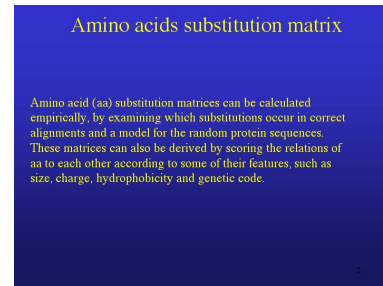 Amino acids substitution matrix
Amino acid (aa) substitution matrices can be calculated
empirically, by examining which substitutions occur in correct
alignments and a model for the random protein sequences.
These matrices can also be derived by scoring the relations of
aa to each other according to some of their features, such as
size, charge, hydrophobicity and genetic code.
2